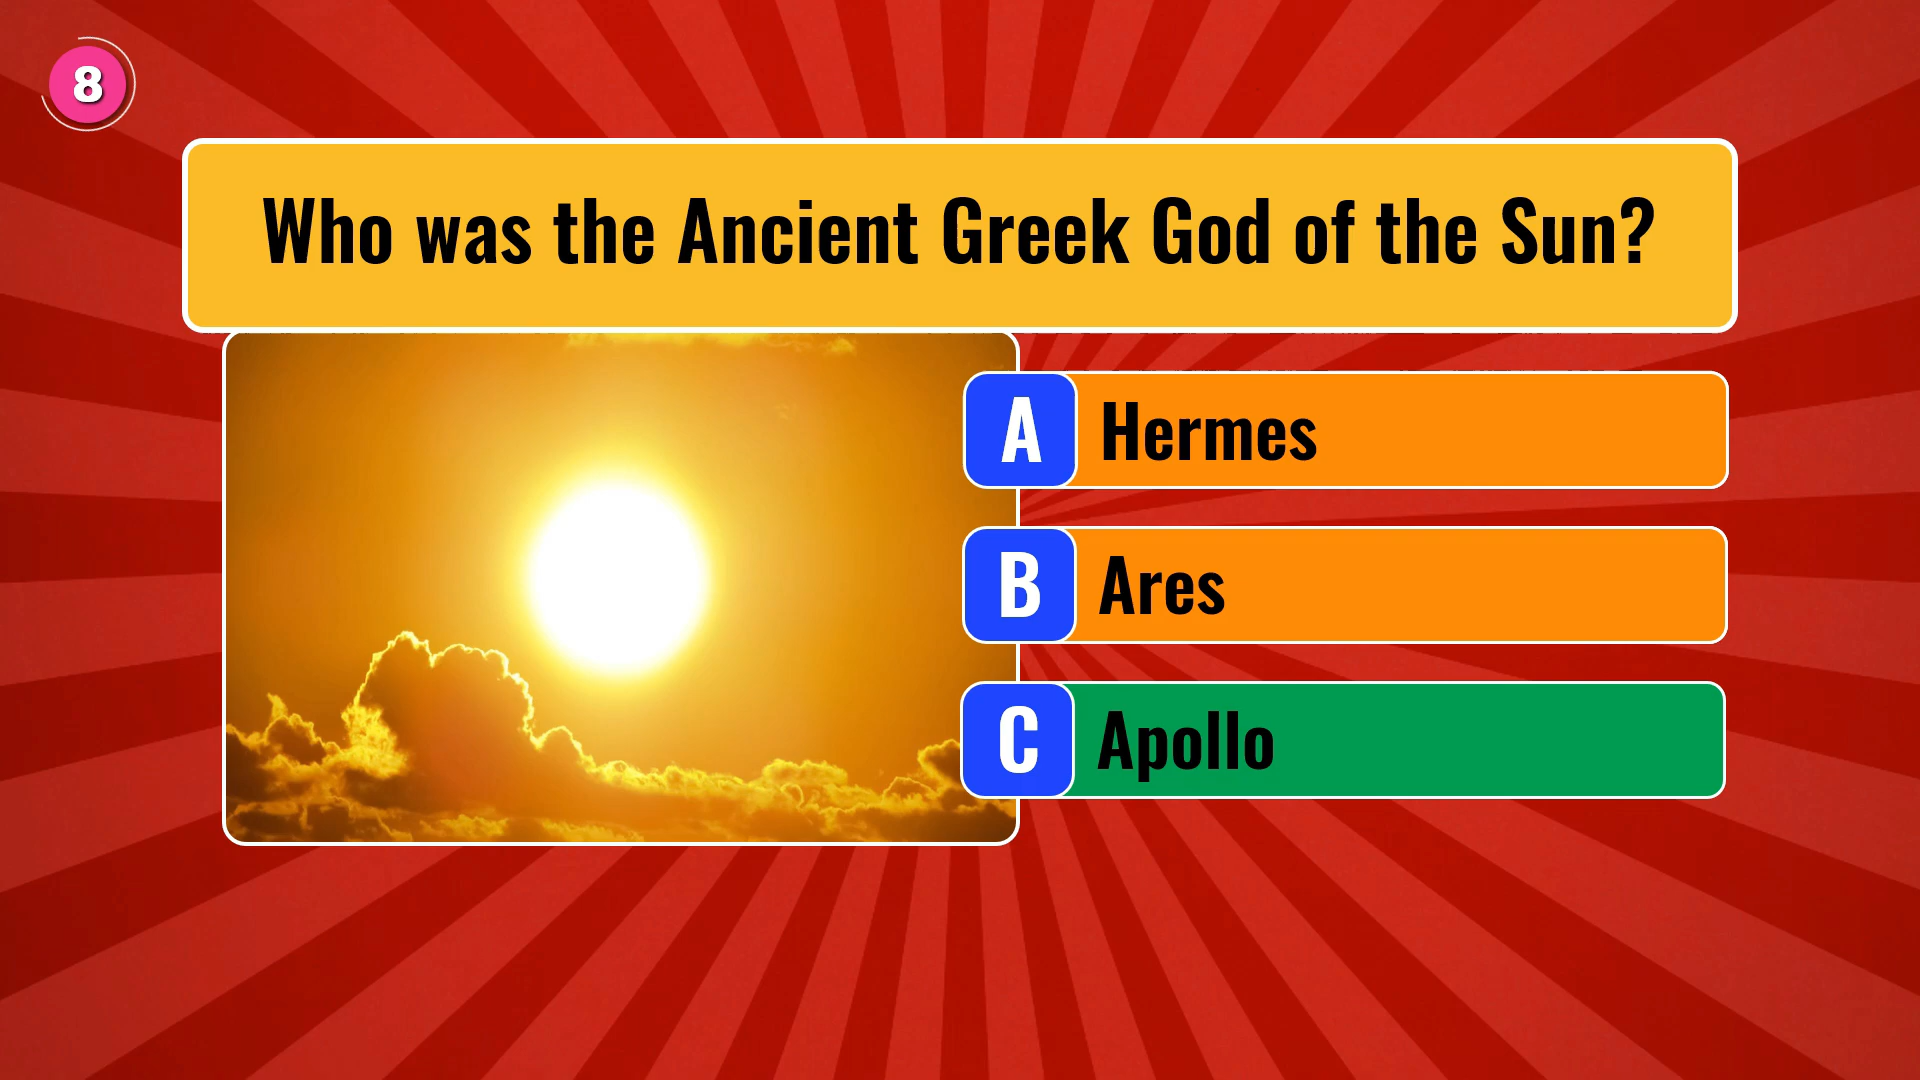 8
Who was the Ancient Greek God of the Sun?
A Hermes
B Ares
C Apollo